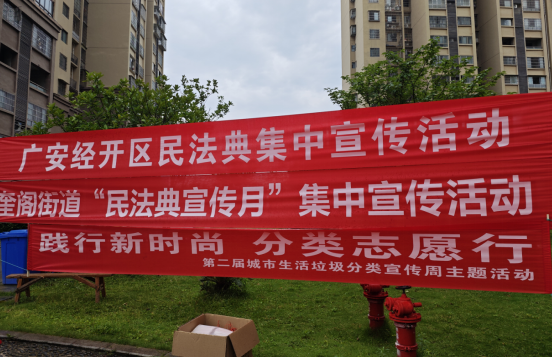 广安经开区民法典集中宣传活动
奎阁街道“民法典宣传月”集中宣传活动
践行新时尚 分类志愿行
第二届城市生活垃圾分类宣传周主题活动